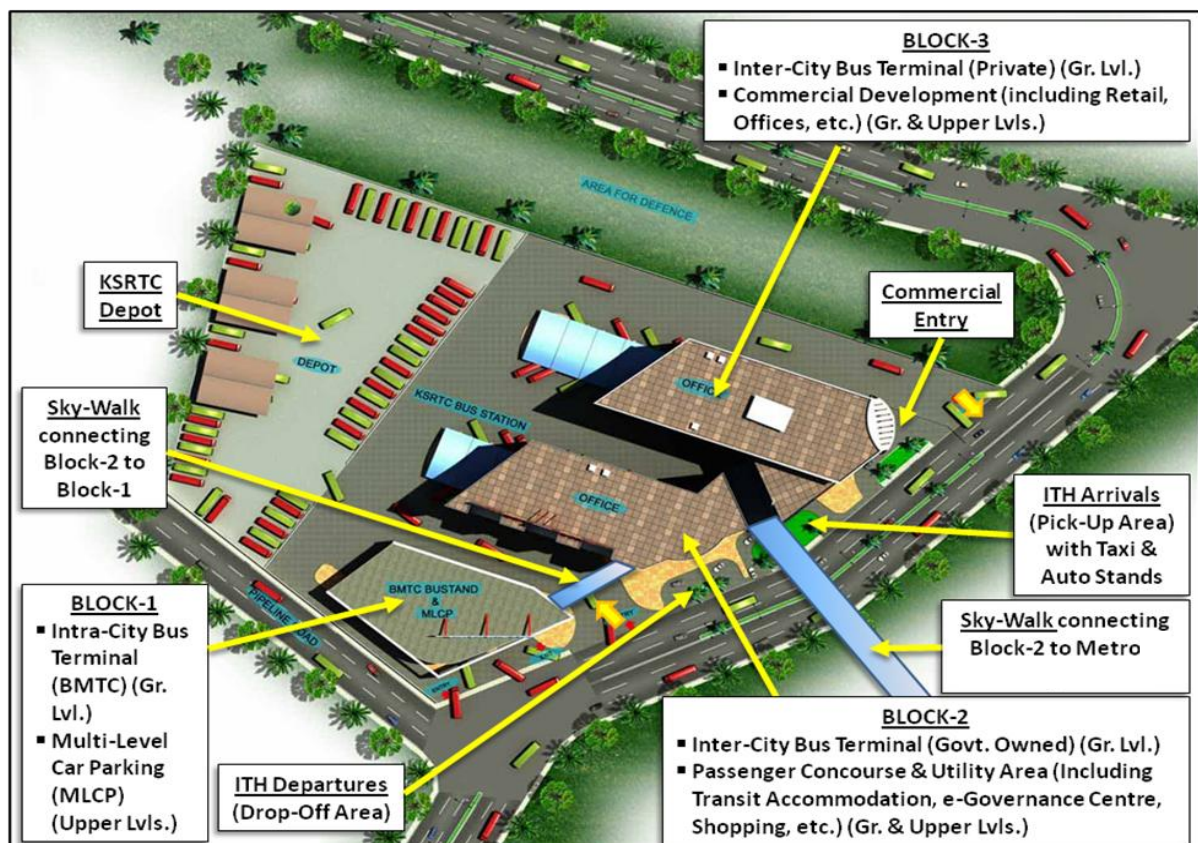 BLOCK-3
▪ Inter-City Bus Terminal (Private) (Gr. Lvl.)
▪ Commercial Development (including Retail,
Offices, etc.) (Gr. & Upper Lvls.)
AREA FOR DEFENCE
KSRTC
Depot
DEPOT
Commercial
Entry
OFFICE
KSRTC BUS STATION
Sky-Walk
connecting
Block-2 to
Block-1
OFFICE
ITH Arrivals
(Pick-Up Area)
with Taxi &
Auto Stands
BMTC BUSTAND
&
MLCP
PIPELINE ROAD
ENTRY
BLOCK-1
▪ Intra-City Bus
Terminal
(BMTC) (Gr.
Lvl.)
▪ Multi-Level
Car Parking
(MLCP)
(Upper Lvls.)
Sky-Walk connecting
Block-2 to Metro
ITH Departures
(Drop-Off Area)
BLOCK-2
▪ Inter-City Bus Terminal (Govt. Owned) (Gr. Lvl.)
▪ Passenger Concourse & Utility Area (Including
Transit Accommodation, e-Governance Centre,
Shopping, etc.) (Gr. & Upper Lvls.)